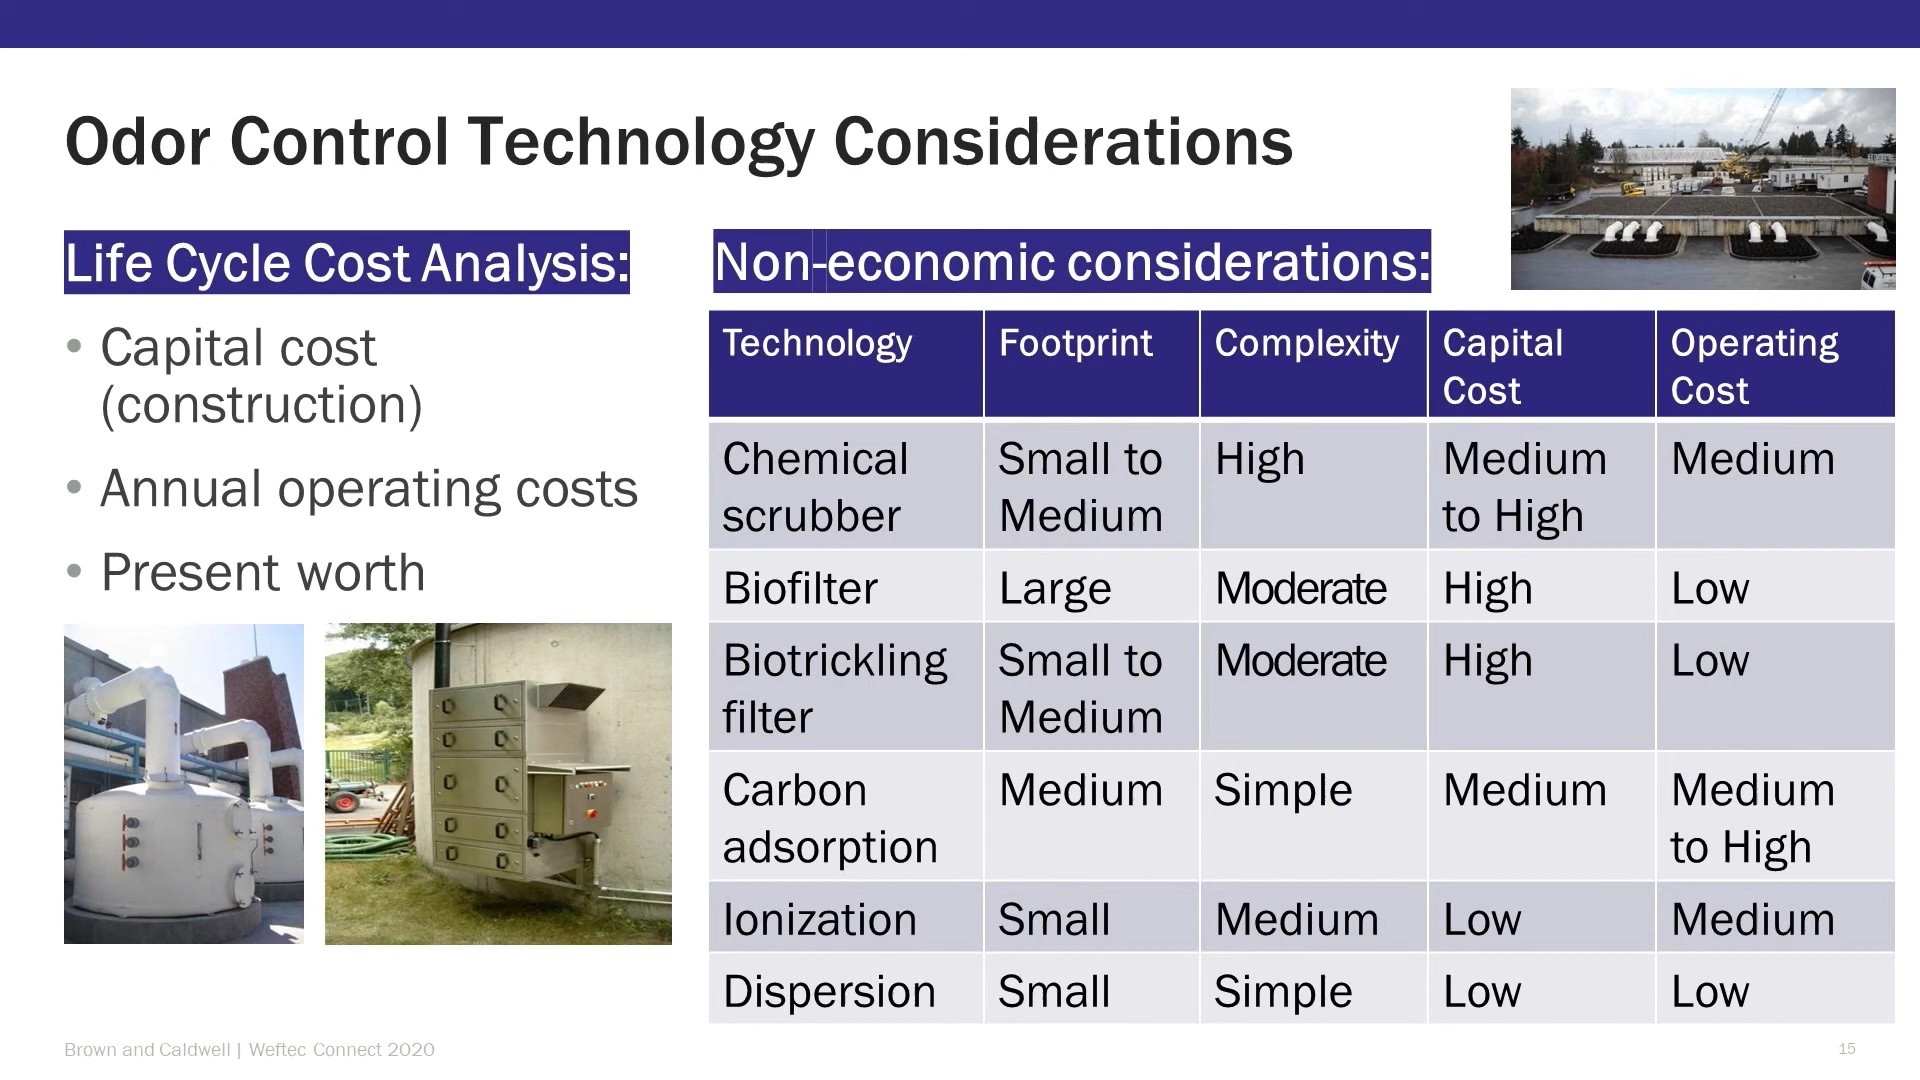 Odor Control Technology Considerations
Life Cycle Cost Analysis:
• Capital cost
(construction)
• Annual operating costs
• Present worth
Non-economic considerations:
Technology Footprint Complexity Capital Cost Operating Cost
Chemical scrubber Small to Medium High Medium to High Medium
Biofilter Large Moderate High Low
Biotrickling filter Small to Medium Moderate High Low
Carbon adsorption Medium Simple Medium Medium to High
Ionization Small Medium Low Medium
Dispersion Small Simple Low Low
Brown and Caldwell | Weftec Connect 2020
15